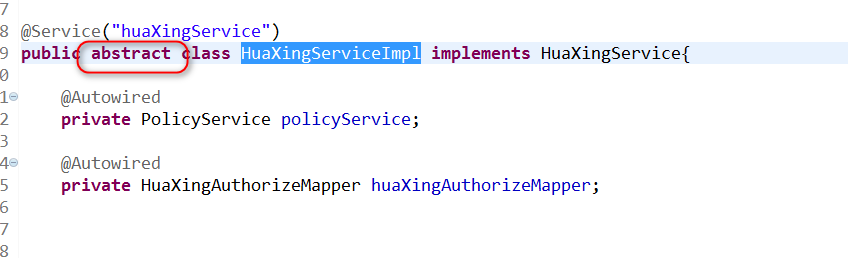 7
8 @Service("huaXingService")
9 public abstract class HuaXingServiceImpl implements HuaXingService{
0
1 @Autowired
2 private PolicyService policyService;
3
4 @Autowired
5 private HuaXingAuthorizeMapper huaXingAuthorizeMapper;
6
7
8